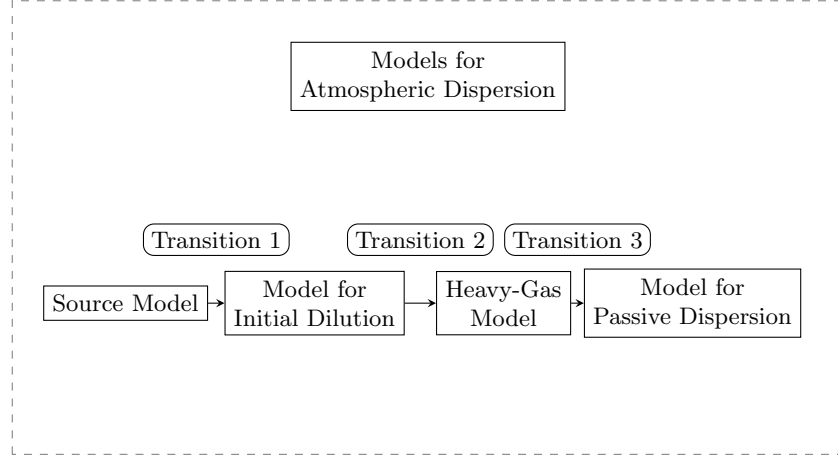 Models for
Atmospheric Dispersion
Transition 1
Transition 2
Transition 3
Source Model
Model for
Initial Dilution
Heavy-Gas
Model
Model for
Passive Dispersion